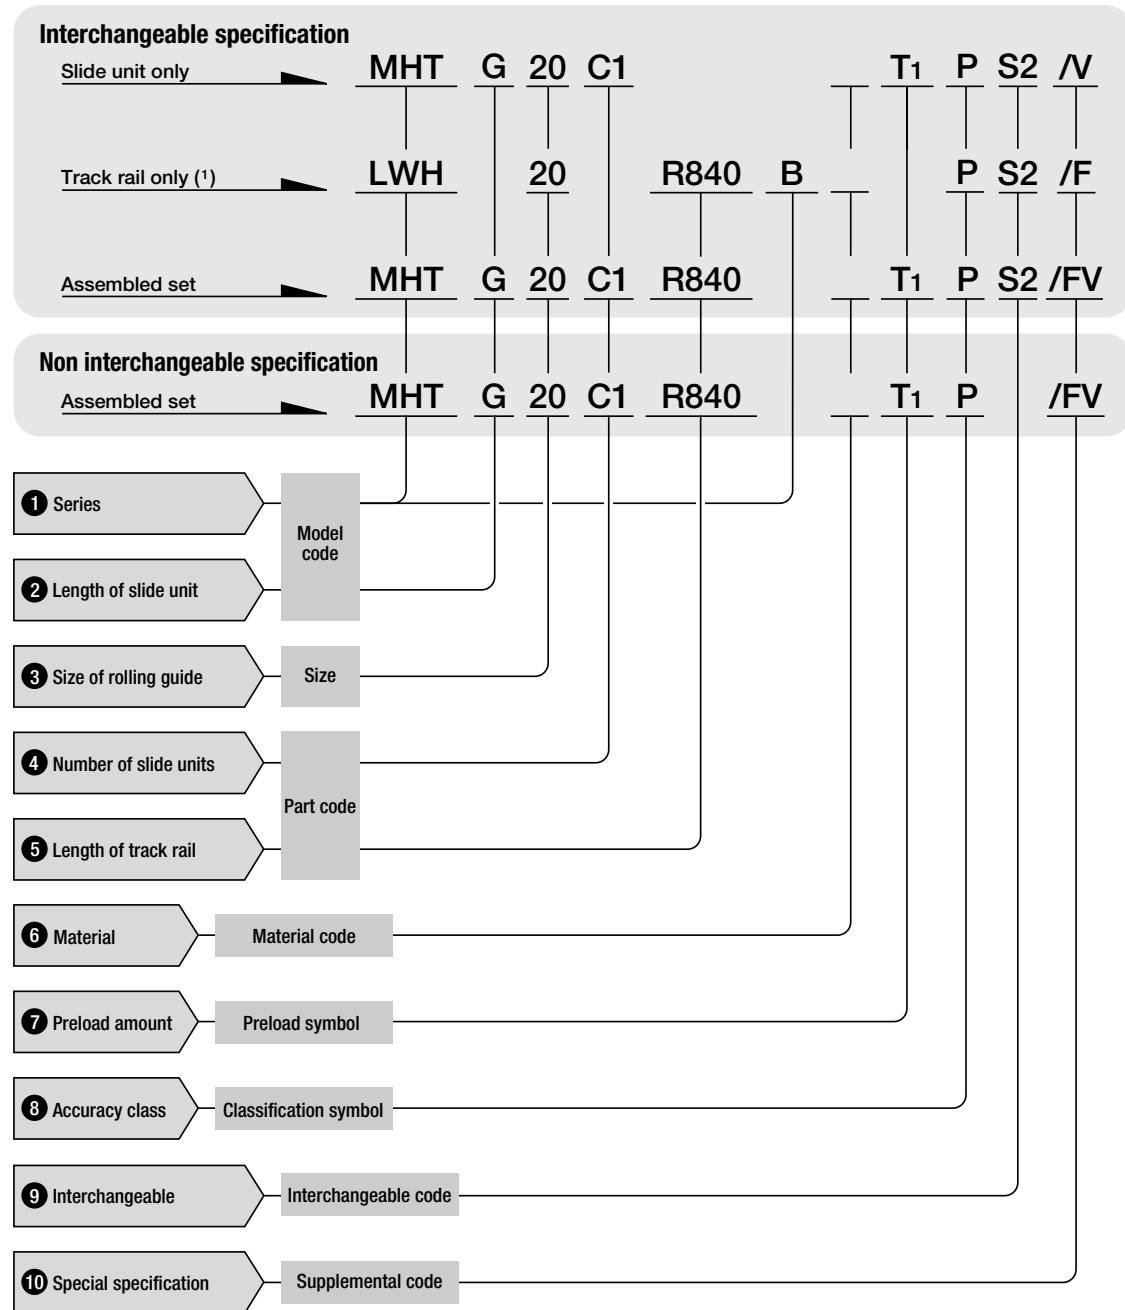 Interchangeable specification
Slide unit only MHT G 20 C1 T1 P S2 /V
Track rail only (1) LWH 20 R840 B P S2 /F
Assembled set MHT G 20 C1 R840 T1 P S2 /FV
Non interchangeable specification
Assembled set MHT G 20 C1 R840 T1 P /FV
1 Series
Model
code
2 Length of slide unit
3 Size of rolling guide Size
4 Number of slide units
Part code
5 Length of track rail
6 Material Material code
7 Preload amount Preload symbol
8 Accuracy class Classification symbol
9 Interchangeable Interchangeable code
10 Special specification Supplemental code